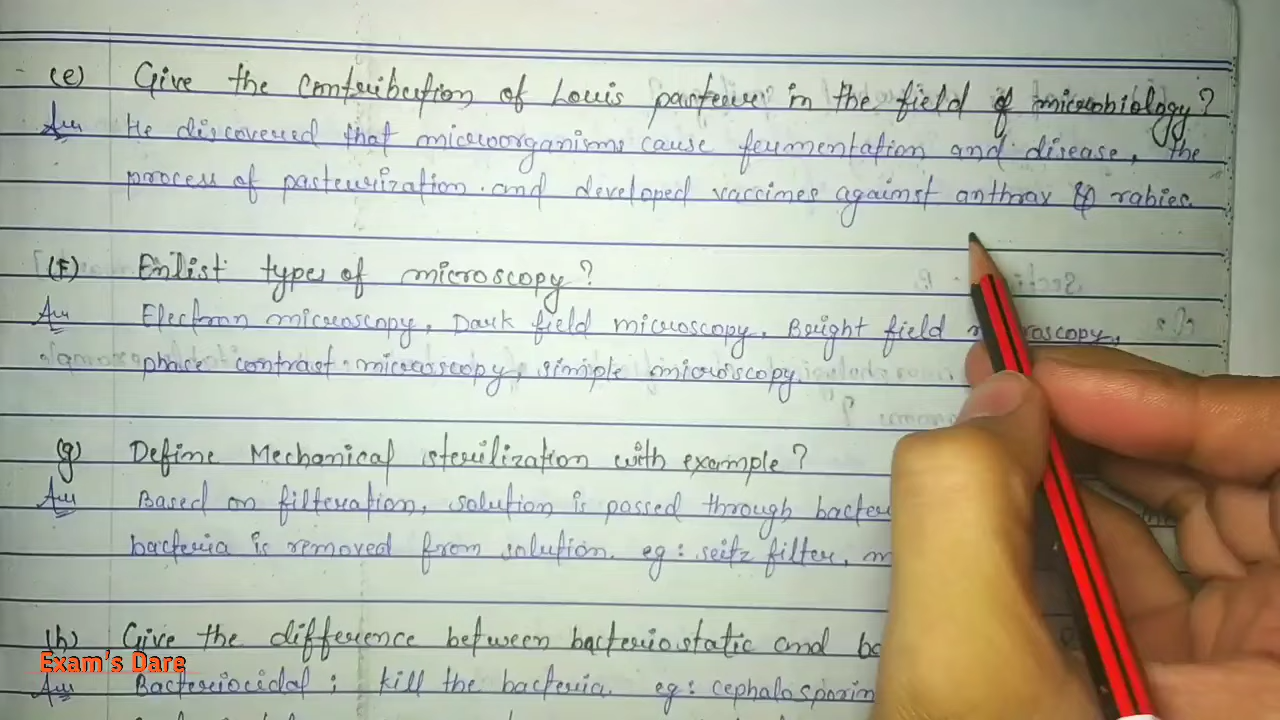 (e) Give the contribution of Louis pasteur in the field of microbiology?
Ans He discovered that microorganisms cause fermentation and disease, the
process of pasteurization and developed vaccines against anthrax & rabies.
(f) Enlist types of microscopy?
Ans Electron microscopy, Dark field microscopy, Bright field microscopy,
phase contrast microscopy, simple microscopy.
(g) Define Mechanical sterilization with example?
Ans Based on filteration, solution is passed through
bacteria is removed from solution. eg: seitz filter,
(h) Give the difference between bacteriostatic and
Exam's Dare
Ans Bacteriocidal: kill the bacteria. eg: cephalosporin